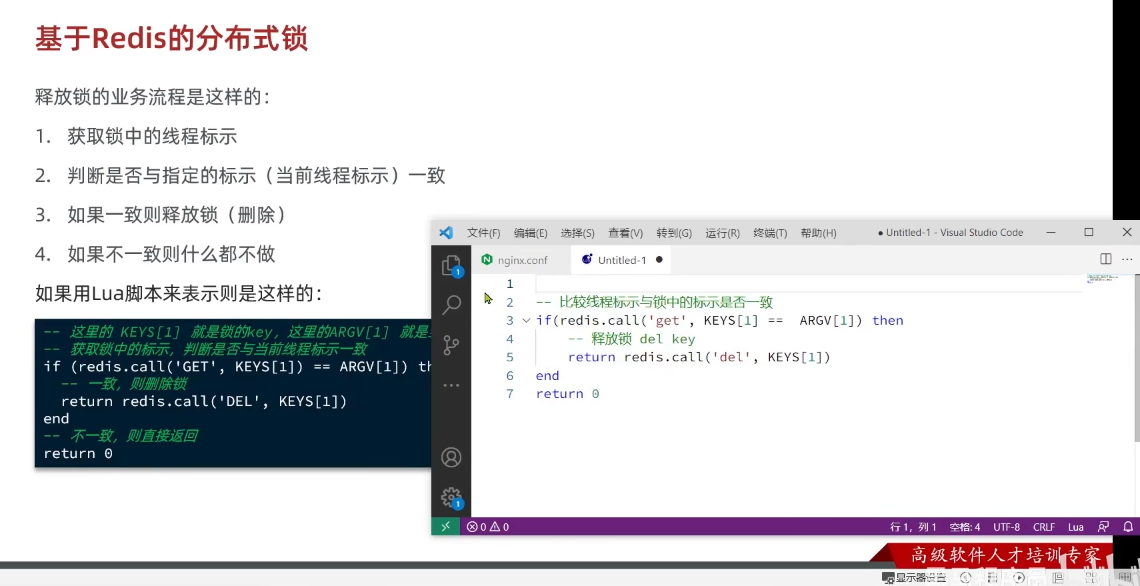 基于Redis的分布式锁
释放锁的业务流程是这样的：
1. 获取锁中的线程标示
2. 判断是否与指定的标示（当前线程标示）一致
3. 如果一致则释放锁（删除）
4. 如果不一致则什么都不做
如果用Lua脚本来表示则是这样的：
-- 这里的 KEYS[1] 就是锁的key，这里的ARGV[1] 就是
-- 获取锁中的标示，判断是否与当前线程标示一致
if (redis.call('GET', KEYS[1]) == ARGV[1]) th
-- 一致，则删除锁
return redis.call('DEL', KEYS[1])
end
-- 不一致，则直接返回
return 0
文件(F) 编辑(E) 选择(S) 查看(V) 转到(G) 运行(R) 终端(T) 帮助(H) ● Untitled-1 - Visual Studio Code
nginx.conf Untitled-1 ●
1
2 -- 比较线程标示与锁中的标示是否一致
3 if(redis.call('get', KEYS[1] == ARGV[1]) then
4 -- 释放锁 del key
5 return redis.call('del', KEYS[1])
6 end
7 return 0
1
1
0 0 行 1，列 1 空格: 4 UTF-8 CRLF Lua
高级软件人才培训专家
显示器设置